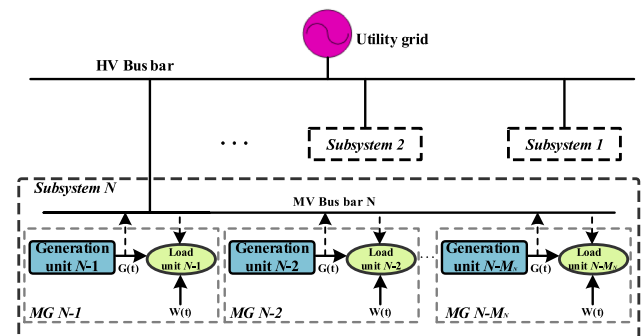 Utility grid
HV Bus bar
...
Subsystem 2
Subsystem 1
Subsystem N
MV Bus bar N
Generation unit N-1
G(t)
Load unit N-1
W(t)
MG N-1
Generation unit N-2
G(t)
Load unit N-2
W(t)
MG N-2
...
Generation unit N-MN
G(t)
Load unit N-MN
W(t)
MG N-MN